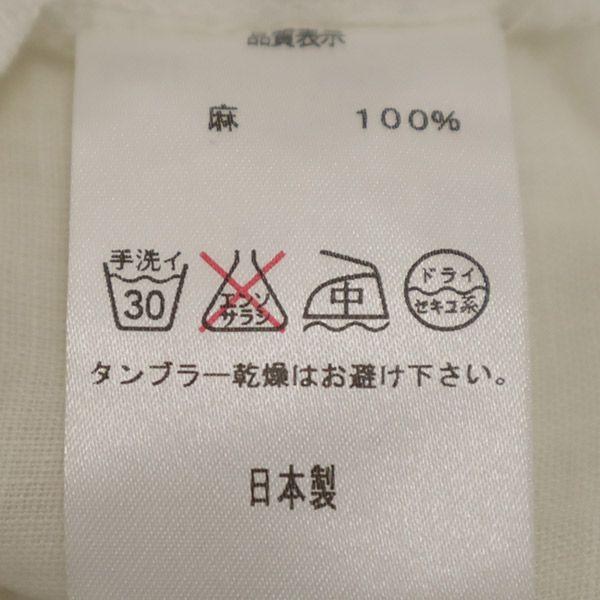 品質表示
麻 100%
手洗イ 30
エンソ サラシ
中
ドライ セキユ系
タンブラー乾燥はお避け下さい。
日本製